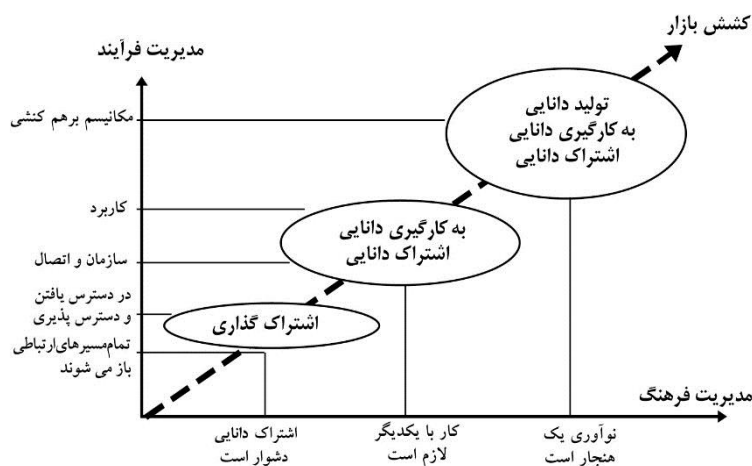 کشش بازار
مدیریت فرآیند
تولید دانایی
به کارگیری دانایی
اشتراک دانایی
مکانیسم برهم کنشی
کاربرد
به کارگیری دانایی
اشتراک دانایی
سازمان و اتصال
در دسترس یافتن
و دسترس پذیری
اشتراک گذاری
تمام‌مسیرهای‌ارتباطی
باز می شوند
مدیریت فرهنگ
نوآوری یک
هنجار است
کار با یکدیگر
لازم است
اشتراک دانایی
دشوار است